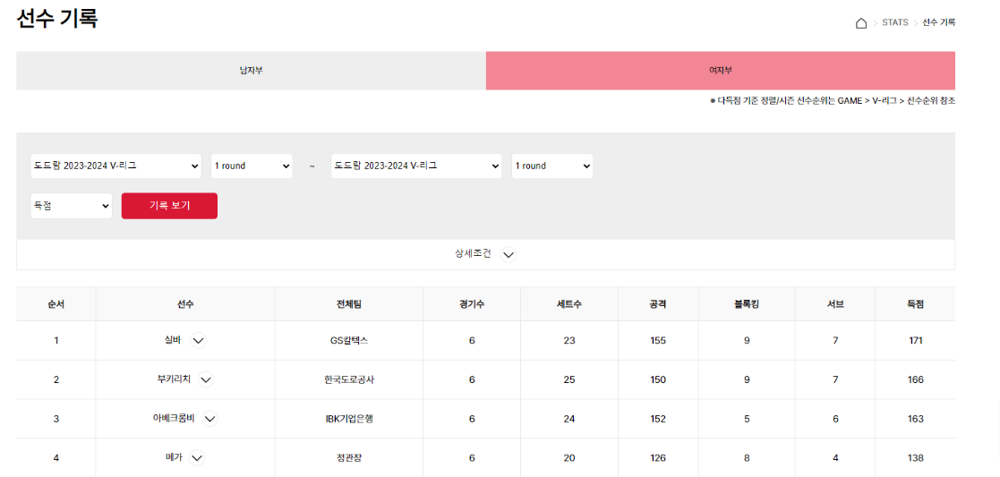 선수 기록
STATS 선수 기록
남자부 여자부
※ 다득점 기준 정렬/시즌 선수순위는 GAME > V-리그 > 선수순위 참조
도드람 2023-2024 V-리그 1 round ~ 도드람 2023-2024 V-리그 1 round
득점 기록 보기
상세조건
순서 선수 전체팀 경기수 세트수 공격 블록킹 서브 득점
1 실바 GS칼텍스 6 23 155 9 7 171
2 부키리치 한국도로공사 6 25 150 9 7 166
3 아베크롬비 IBK기업은행 6 24 152 5 6 163
4 메가 정관장 6 20 126 8 4 138